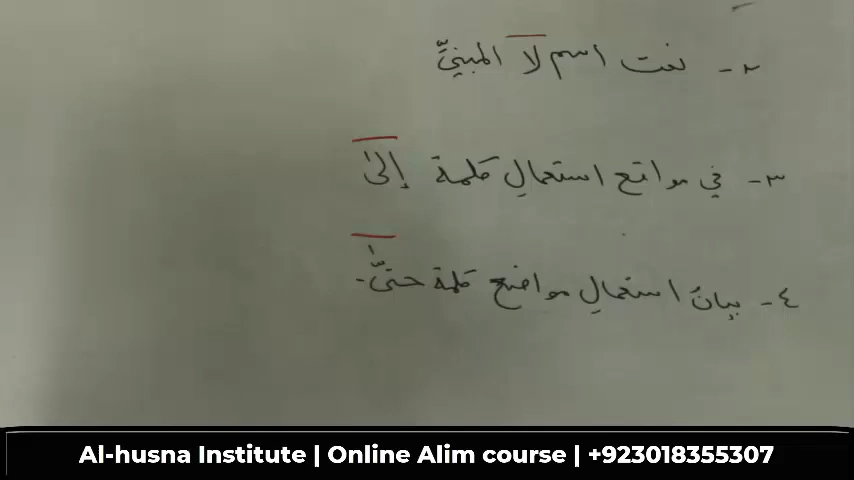 ٢- نعت اسم لا المبنيّ
٣- في مواقع استعمالِ كلمة إلىٰ
٤- بيانُ استعمالِ مواضع كلمة حتىّٰ-
Al-husna Institute | Online Alim course | +923018355307